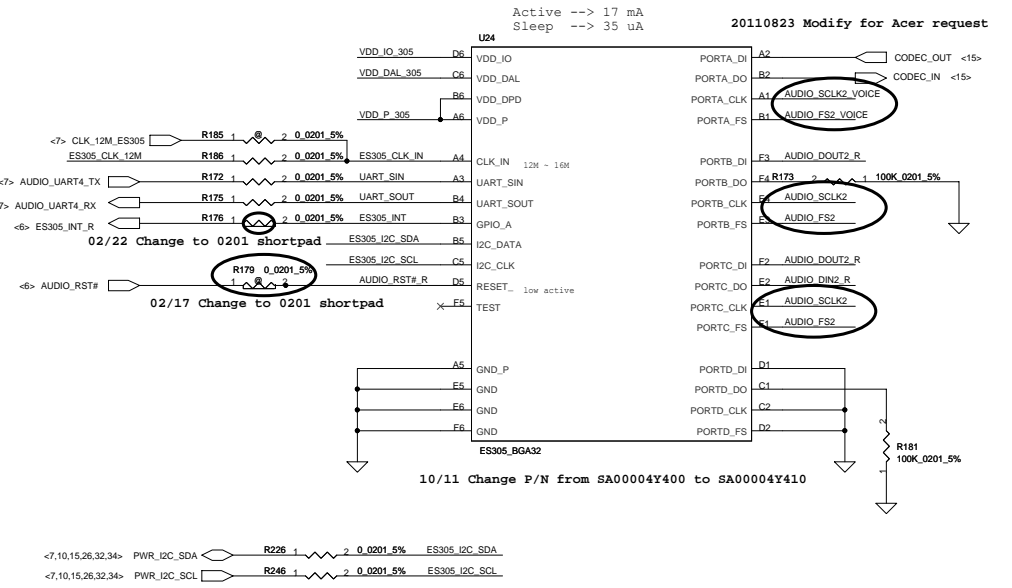 Active --> 17 mA
Sleep --> 35 uA
20110823 Modify for Acer request
U24
VDD_IO_305 D6 VDD_IO PORTA_DI A2 CODEC_OUT <15>
VDD_DAL_305 C6 VDD_DAL PORTA_DO B2 CODEC_IN <15>
B6 VDD_DPD PORTA_CLK A1 AUDIO_SCLK2_VOICE
VDD_P_305 A6 VDD_P PORTA_FS B1 AUDIO_FS2_VOICE
<7> CLK_12M_ES305 R185 1 @ 2 0_0201_5%
ES305_CLK_12M R186 1 2 0_0201_5% ES305_CLK_IN A4 CLK_IN 12M ~ 16M PORTB_DI F3 AUDIO_DOUT2_R
<7> AUDIO_UART4_TX R172 1 2 0_0201_5% UART_SIN A3 UART_SIN PORTB_DO F4 R173 2 1 100K_0201_5%
AUDIO_UART4_RX R175 1 2 0_0201_5% UART_SOUT B4 UART_SOUT PORTB_CLK AUDIO_SCLK2
<6> ES305_INT_R R176 1 2 0_0201_5% ES305_INT B3 GPIO_A PORTB_FS AUDIO_FS2
02/22 Change to 0201 shortpad
ES305_I2C_SDA B5 I2C_DATA
ES305_I2C_SCL C5 I2C_CLK PORTC_DI F2 AUDIO_DOUT2_R
R179 0_0201_5%
<6> AUDIO_RST# 1 @ 2 AUDIO_RST#_R D5 RESET_ low active PORTC_DO E2 AUDIO_DIN2_R
02/17 Change to 0201 shortpad
F5 TEST PORTC_CLK E1 AUDIO_SCLK2
PORTC_FS F1 AUDIO_FS2
A5 GND_P PORTD_DI D1
E5 GND PORTD_DO C1
E6 GND PORTD_CLK C2
F6 GND PORTD_FS D2
2
R181
100K_0201_5%
1
ES305_BGA32
10/11 Change P/N from SA00004Y400 to SA00004Y410
<7,10,15,26,32,34> PWR_I2C_SDA R226 1 2 0_0201_5% ES305_I2C_SDA
<7,10,15,26,32,34> PWR_I2C_SCL R246 1 2 0_0201_5% ES305_I2C_SCL